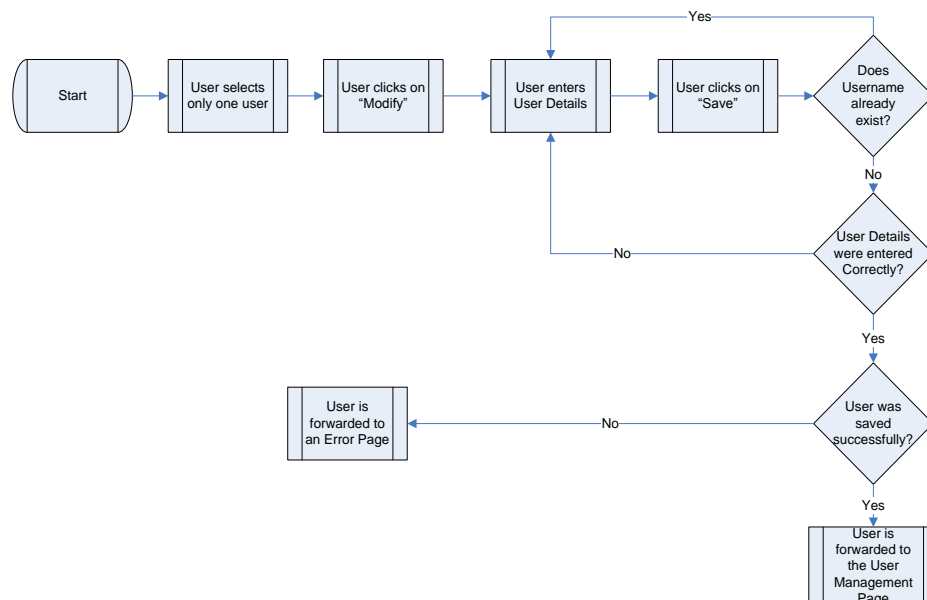 Yes
Start
User selects
only one user
User clicks on
“Modify”
User enters
User Details
User clicks on
“Save”
Does
Username
already
exist?
No
User Details
were entered
Correctly?
No
Yes
User is
forwarded to
an Error Page
No
User was
saved
successfully?
Yes
User is
forwarded to
the User
Management
Page